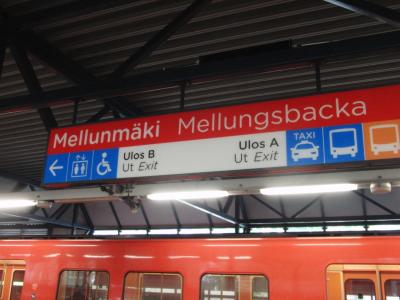 Mellunmäki Mellungsbacka
Ulos B
Ut Exit
Ulos A
Ut Exit
TAXI